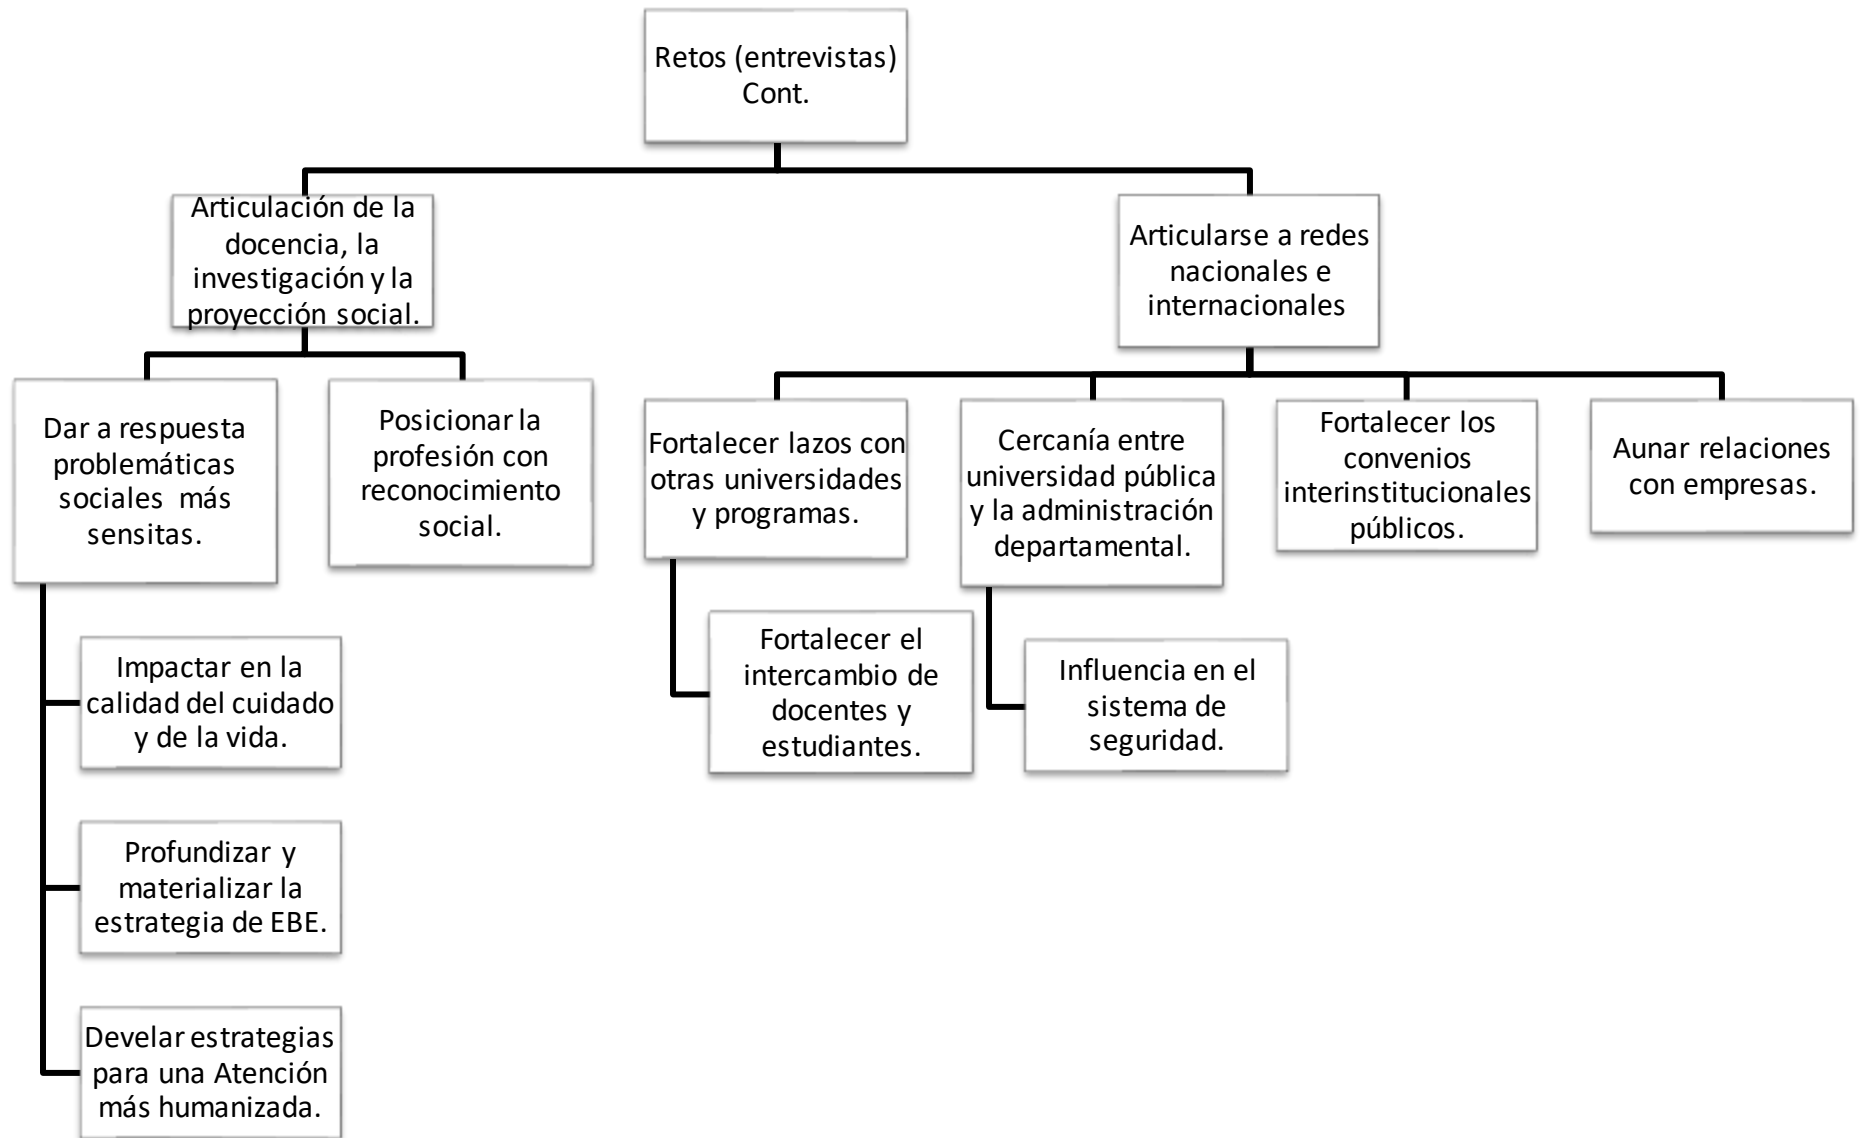 Retos (entrevistas)
Cont.
Articulación de la
docencia, la
investigación y la
proyección social.
Articularse a redes
nacionales e
internacionales
Dar a respuesta
problemáticas
sociales más
sensitas.
Posicionar la
profesión con
reconocimiento
social.
Fortalecer lazos con
otras universidades
y programas.
Cercanía entre
universidad pública
y la administración
departamental.
Fortalecer los
convenios
interinstitucionales
públicos.
Aunar relaciones
con empresas.
Impactar en la
calidad del cuidado
y de la vida.
Profundizar y
materializar la
estrategia de EBE.
Develar estrategias
para una Atención
más humanizada.
Fortalecer el
intercambio de
docentes y
estudiantes.
Influencia en el
sistema de
seguridad.